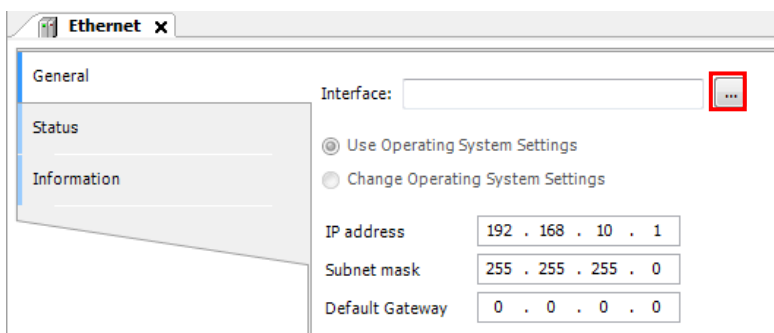 Ethernet x
General
Status
Information
Interface: ...
Use Operating System Settings
Change Operating System Settings
IP address 192 . 168 . 10 . 1
Subnet mask 255 . 255 . 255 . 0
Default Gateway 0 . 0 . 0 . 0